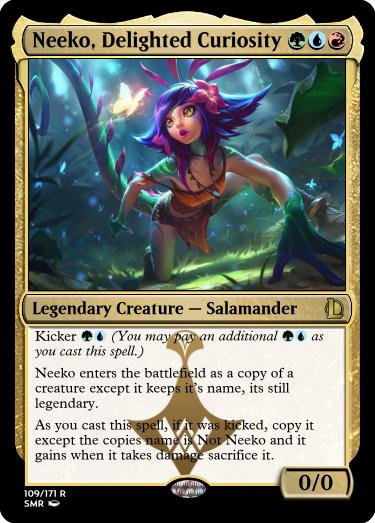 Neeko, Delighted Curiosity
Legendary Creature — Salamander
Kicker (You may pay an additional as
you cast this spell.)
Neeko enters the battlefield as a copy of a
creature except it keeps it's name, its still
legendary.
As you cast this spell, if it was kicked, copy it
except the copies name is Not Neeko and it
gains when it takes damage sacrifice it.
0/0
109/171 R
SMR